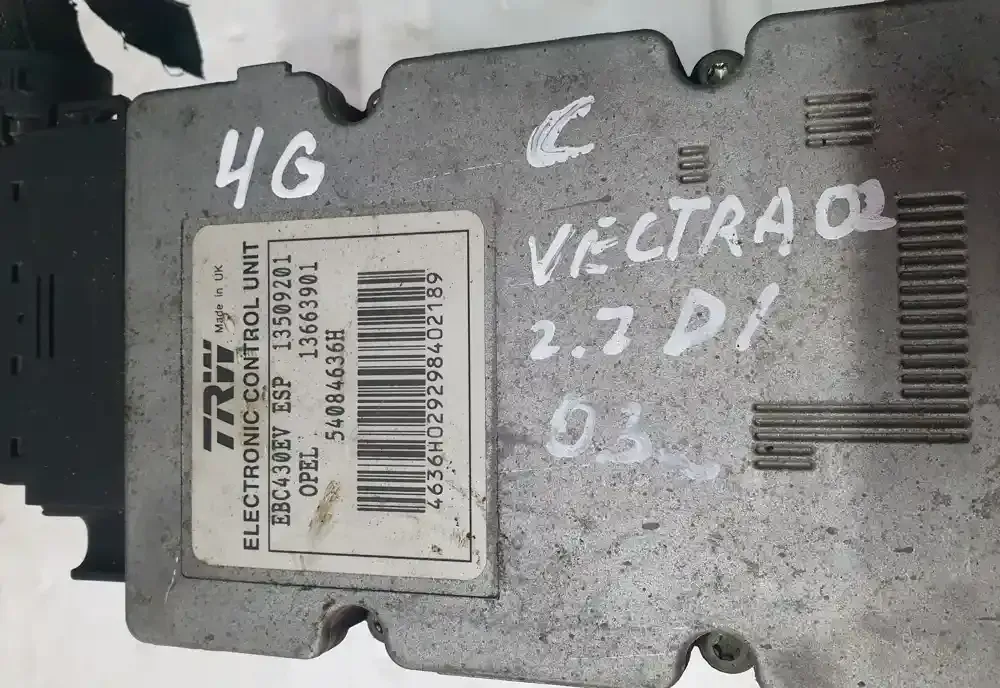 4G
C
VECTRA 02
2.2 DI
03
TRW Made in UK
ELECTRONIC CONTROL UNIT
EBC430EV ESP 13509201
OPEL 13663901
54084636H
4636H02929298402189